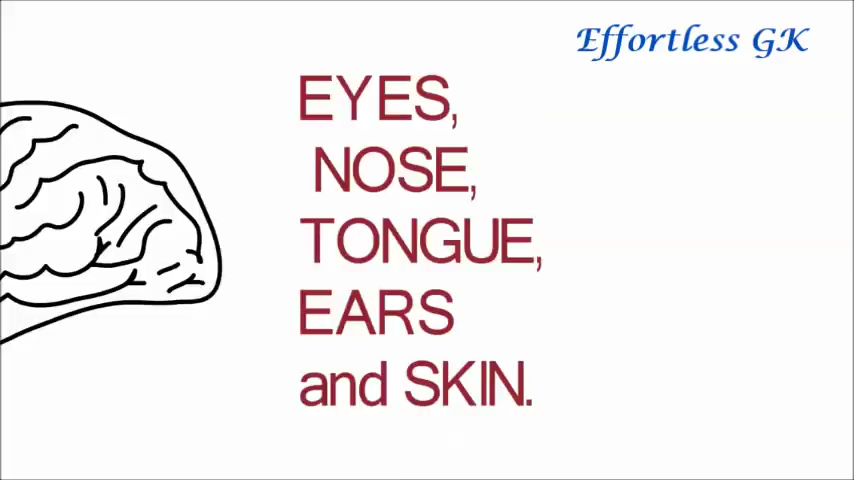 Effortless GK
EYES,
NOSE,
TONGUE,
EARS
and SKIN.